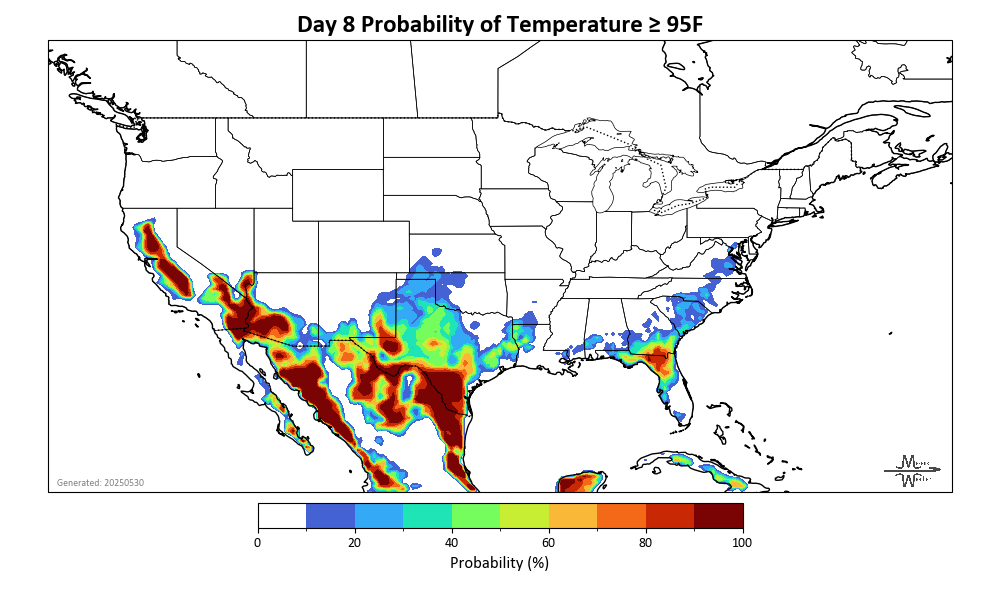 Day 8 Probability of Temperature ≥ 95F
Generated: 20250530
0 20 40 60 80 100
Probability (%)